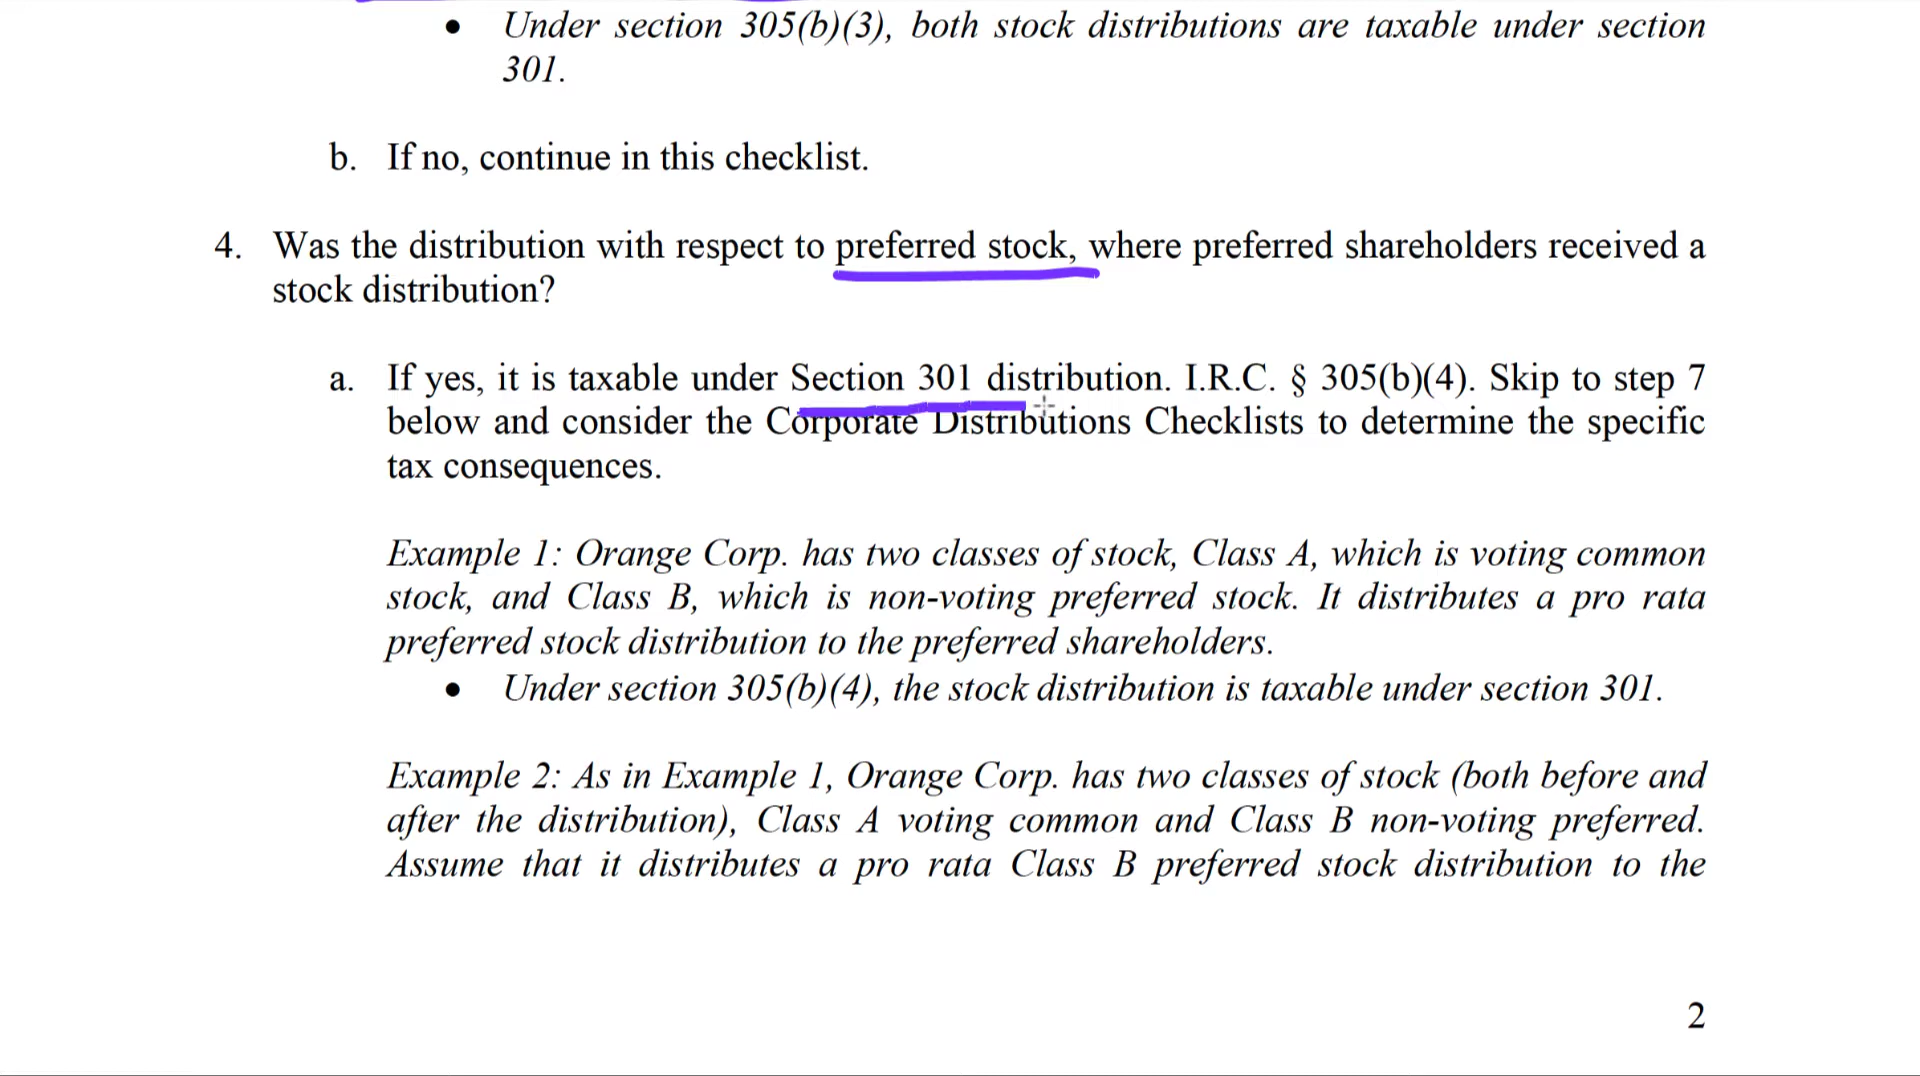 • Under section 305(b)(3), both stock distributions are taxable under section
301.
b. If no, continue in this checklist.
4. Was the distribution with respect to preferred stock, where preferred shareholders received a
stock distribution?
a. If yes, it is taxable under Section 301 distribution. I.R.C. § 305(b)(4). Skip to step 7
below and consider the Corporate Distributions Checklists to determine the specific
tax consequences.
Example 1: Orange Corp. has two classes of stock, Class A, which is voting common
stock, and Class B, which is non-voting preferred stock. It distributes a pro rata
preferred stock distribution to the preferred shareholders.
• Under section 305(b)(4), the stock distribution is taxable under section 301.
Example 2: As in Example 1, Orange Corp. has two classes of stock (both before and
after the distribution), Class A voting common and Class B non-voting preferred.
Assume that it distributes a pro rata Class B preferred stock distribution to the
2